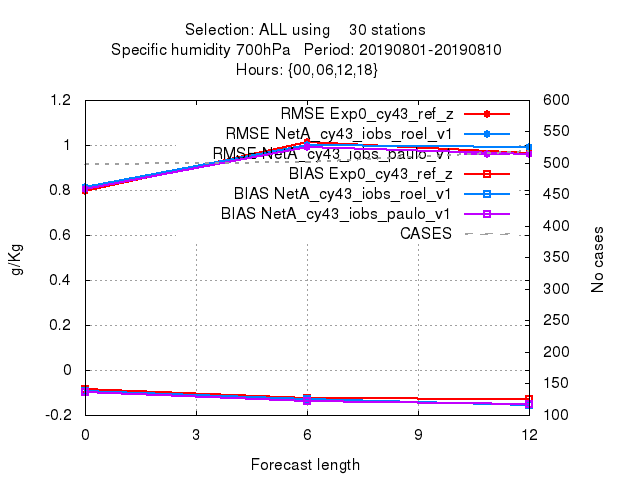 Selection: ALL using 30 stations
Specific humidity 700hPa Period: 20190801-20190810
Hours: {00,06,12,18}
1.2
1
0.8
0.6
0.4
0.2
0
-0.2
g/Kg
RMSE Exp0_cy43_ref_z
RMSE NetA_cy43_iobs_roel_v1
RMSE NetA_cy43_iobs_paulo_v1
BIAS Exp0_cy43_ref_z
BIAS NetA_cy43_iobs_roel_v1
BIAS NetA_cy43_iobs_paulo_v1
CASES
600
550
500
450
400
350
300
250
200
150
100
No cases
0 3 6 9 12
Forecast length